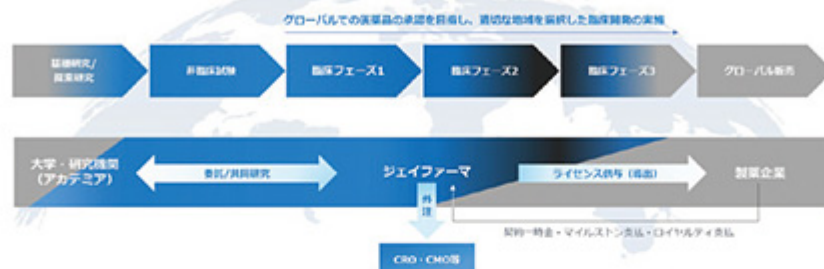 グローバルでの医薬品の承認を目指し、適切な地域を選択した臨床開発の実施
基礎研究/
探索研究
非臨床試験
臨床フェーズ1
臨床フェーズ2
臨床フェーズ3
グローバル販売
大学・研究機関
（アカデミア）
委託/共同研究
ジェイファーマ
ライセンス供与（導出）
製薬企業
外注
契約一時金・マイルストン支払・ロイヤルティ支払
CRO・CMO等